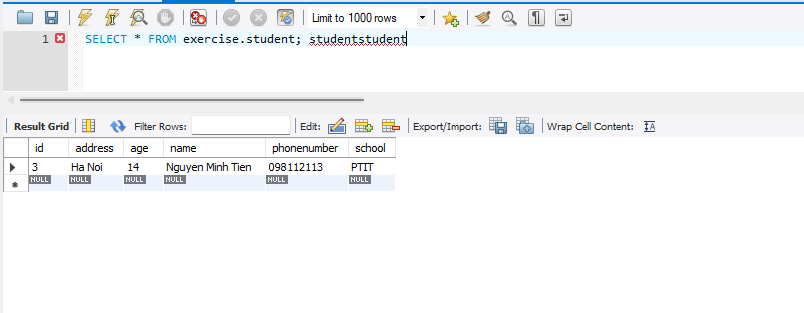 Limit to 1000 rows
1 SELECT * FROM exercise.student; studentstudent
Result Grid Filter Rows: Edit: Export/Import: Wrap Cell Content:
id address age name phonenumber school
3 Ha Noi 14 Nguyen Minh Tien 098112113 PTIT
NULL NULL NULL NULL NULL NULL